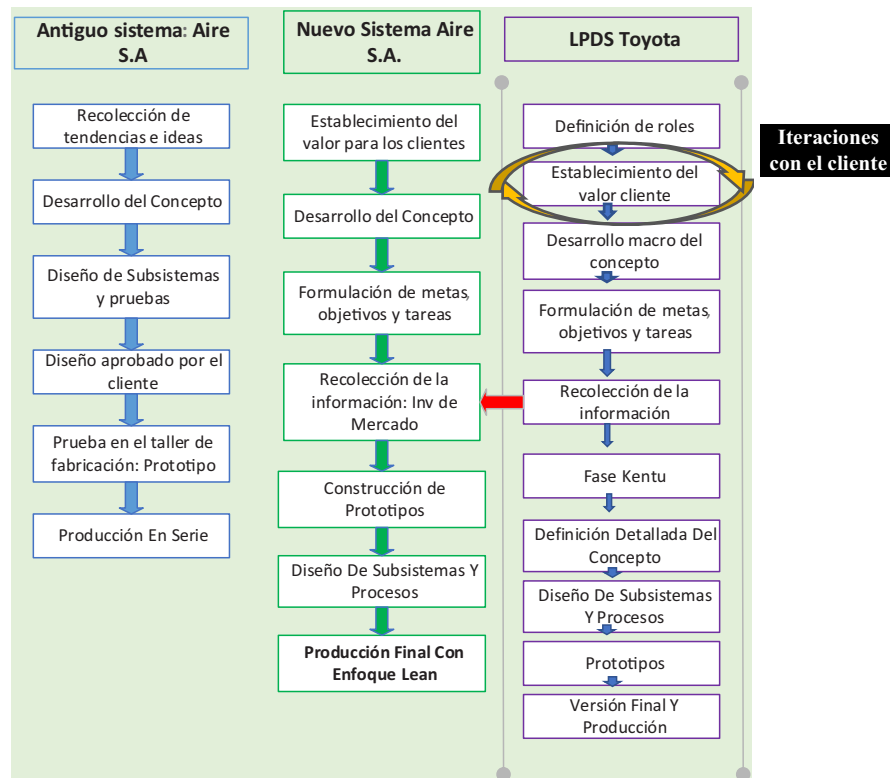 Antiguo sistema: Aire
S.A
Recolección de
tendencias e ideas
Desarrollo del Concepto
Diseño de Subsistemas
y pruebas
Diseño aprobado por el
cliente
Prueba en el taller de
fabricación: Prototipo
Producción En Serie
Nuevo Sistema Aire
S.A.
Establecimiento del
valor para los clientes
Desarrollo del Concepto
Formulación de metas,
objetivos y tareas
Recolección de la
información: Inv de
Mercado
Construcción de
Prototipos
Diseño De Subsistemas Y
Procesos
Producción Final Con
Enfoque Lean
LPDS Toyota
Definición de roles
Establecimiento del
valor cliente
Desarrollo macro del
concepto
Formulación de metas,
objetivos y tareas
Recolección de la
información
Fase Kentu
Definición Detallada Del
Concepto
Diseño De Subsistemas
Y Procesos
Prototipos
Versión Final Y
Producción
Iteraciones
con el cliente